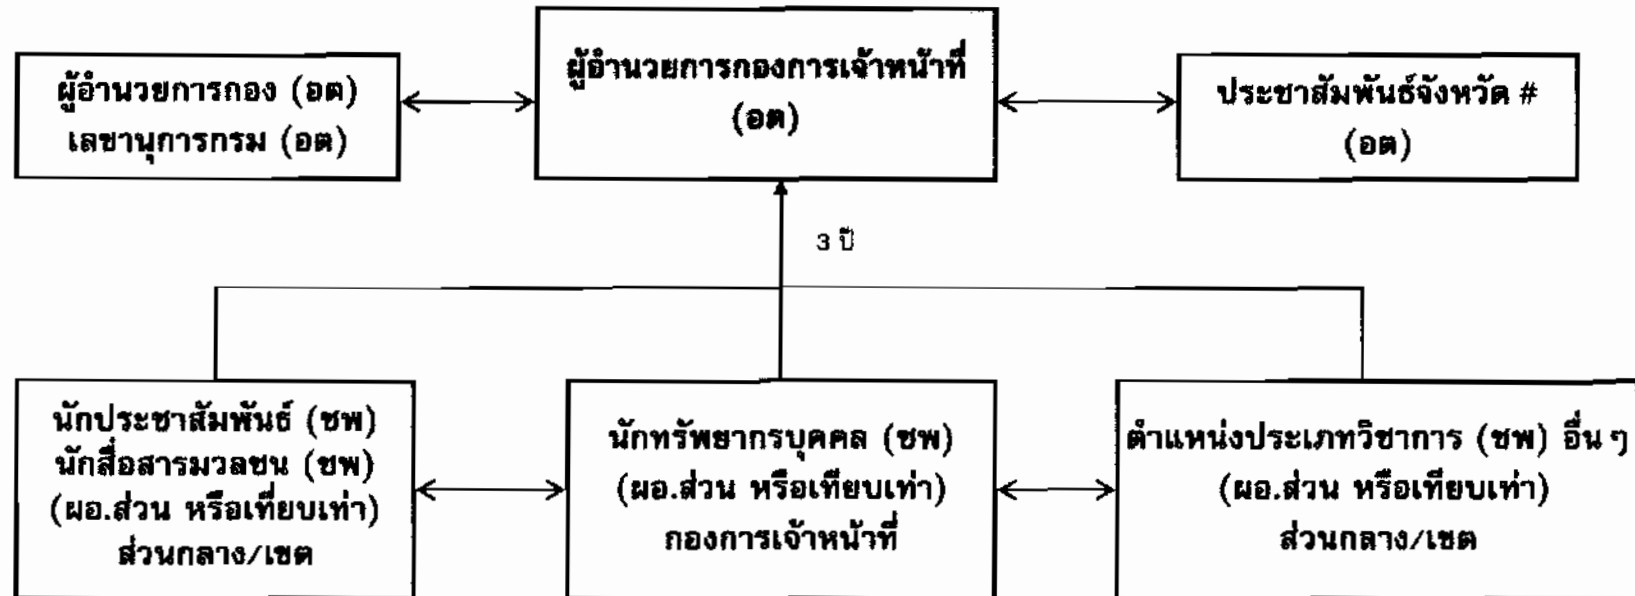 ผู้อำนวยการกอง (อต)
เลขานุการกรม (อต)
ผู้อำนวยการกองการเจ้าหน้าที่
(อต)
ประชาสัมพันธ์จังหวัด #
(อต)
3 ปี
นักประชาสัมพันธ์ (ชพ)
นักสื่อสารมวลชน (ชพ)
(ผอ.ส่วน หรือเทียบเท่า)
ส่วนกลาง/เขต
นักทรัพยากรบุคคล (ชพ)
(ผอ.ส่วน หรือเทียบเท่า)
กองการเจ้าหน้าที่
ตำแหน่งประเภทวิชาการ (ชพ) อื่น ๆ
(ผอ.ส่วน หรือเทียบเท่า)
ส่วนกลาง/เขต